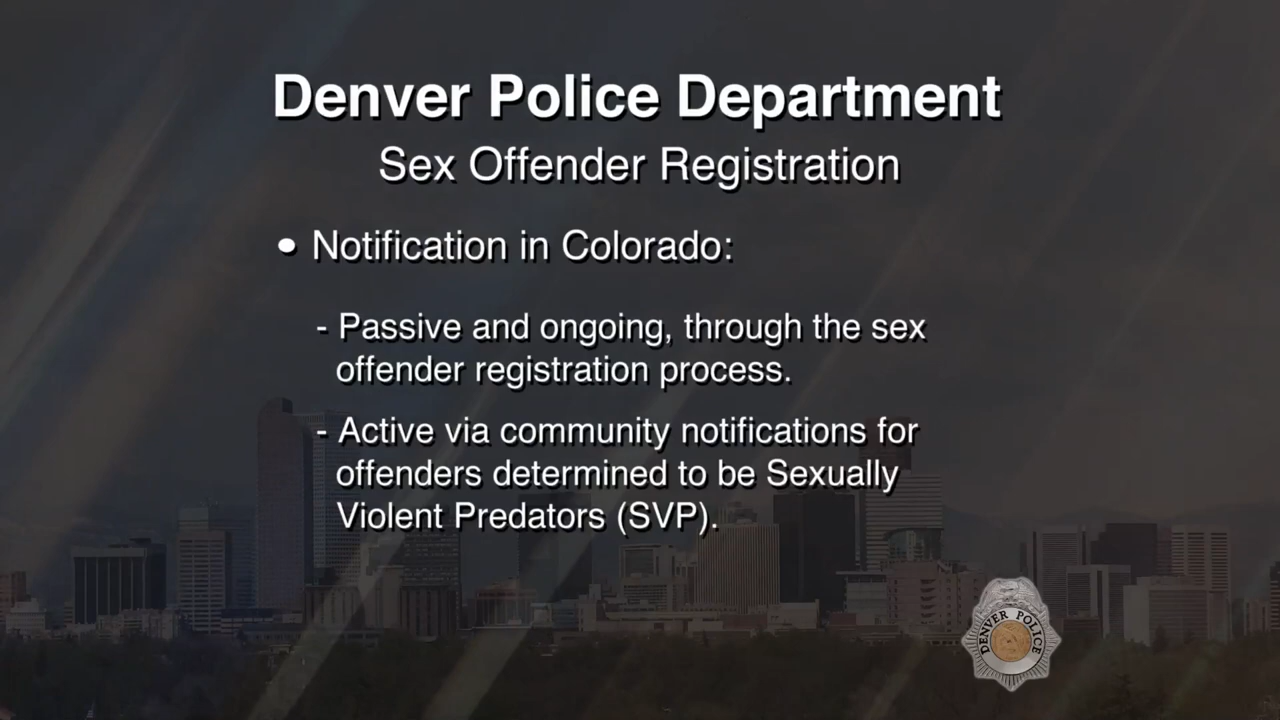 Denver Police Department
Sex Offender Registration
• Notification in Colorado:
- Passive and ongoing, through the sex
offender registration process.
- Active via community notifications for
offenders determined to be Sexually
Violent Predators (SVP).
DENVER POLICE